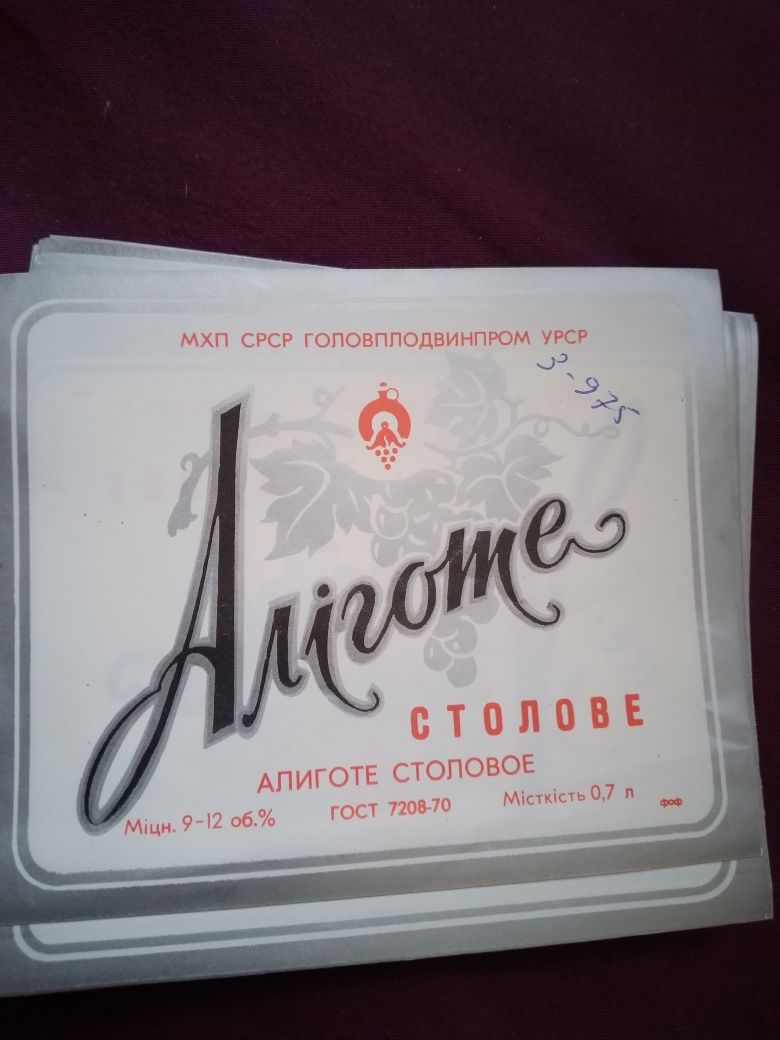 МХП СРСР ГОЛОВПЛОДВИНПРОМ УРСР
3-975
Аліготе
СТОЛОВЕ
АЛИГОТЕ СТОЛОВОЕ
Міцн. 9-12 об.% ГОСТ 7208-70 Місткість 0,7 л фоф